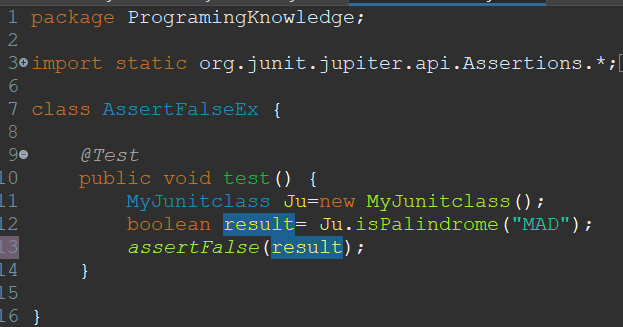 1 package ProgramingKnowledge;
2
3 import static org.junit.jupiter.api.Assertions.*;
6
7 class AssertFalseEx {
8
9 @Test
10 public void test() {
11 MyJunitclass Ju=new MyJunitclass();
12 boolean result= Ju.isPalindrome("MAD");
13 assertFalse(result);
14 }
15
16 }